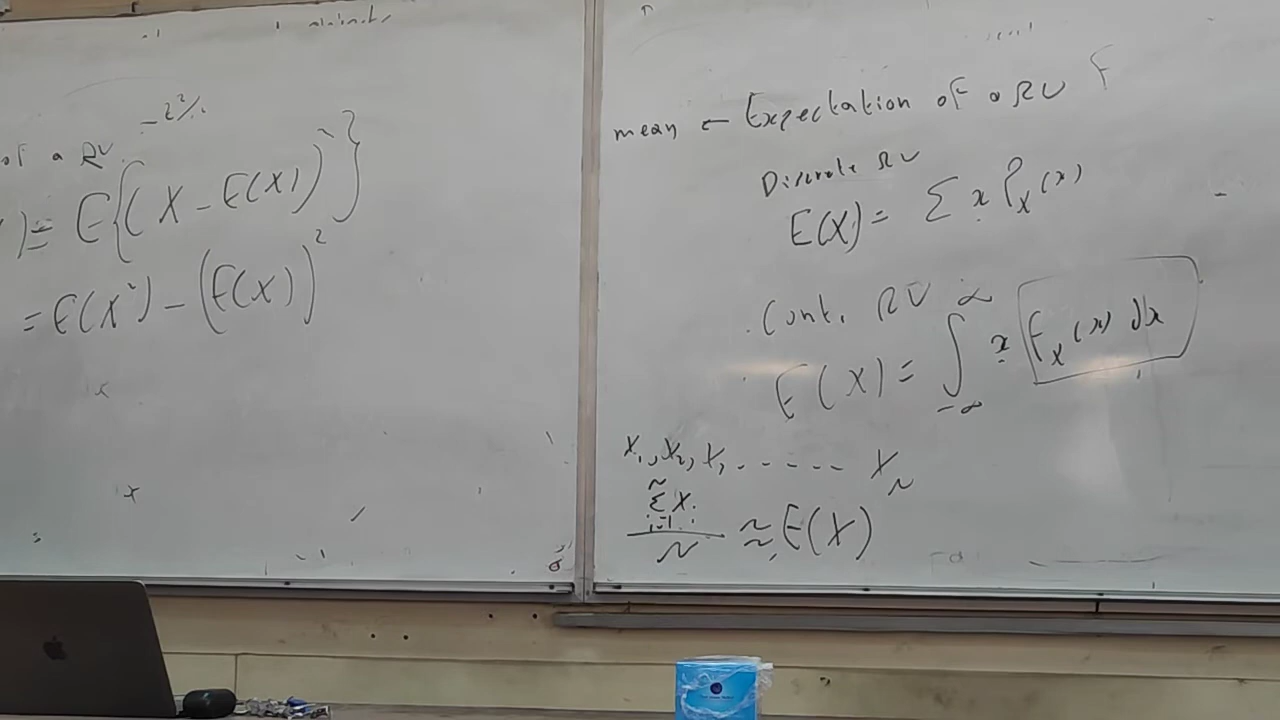 of a RV
)= E{(X - E(X))²}
= E(X²) - (E(X))²
mean ← Expectation of a RV
Discrete RV
E(X) = Σ x P_X(x)
Cont. RV
E(X) = ∫_{-∞}^{∞} x f_X(x) dx
X₁, X₂, X₃, ------ X_N
\frac{Σ_{i=1}^{N} X_i}{N} ≈ E(X)